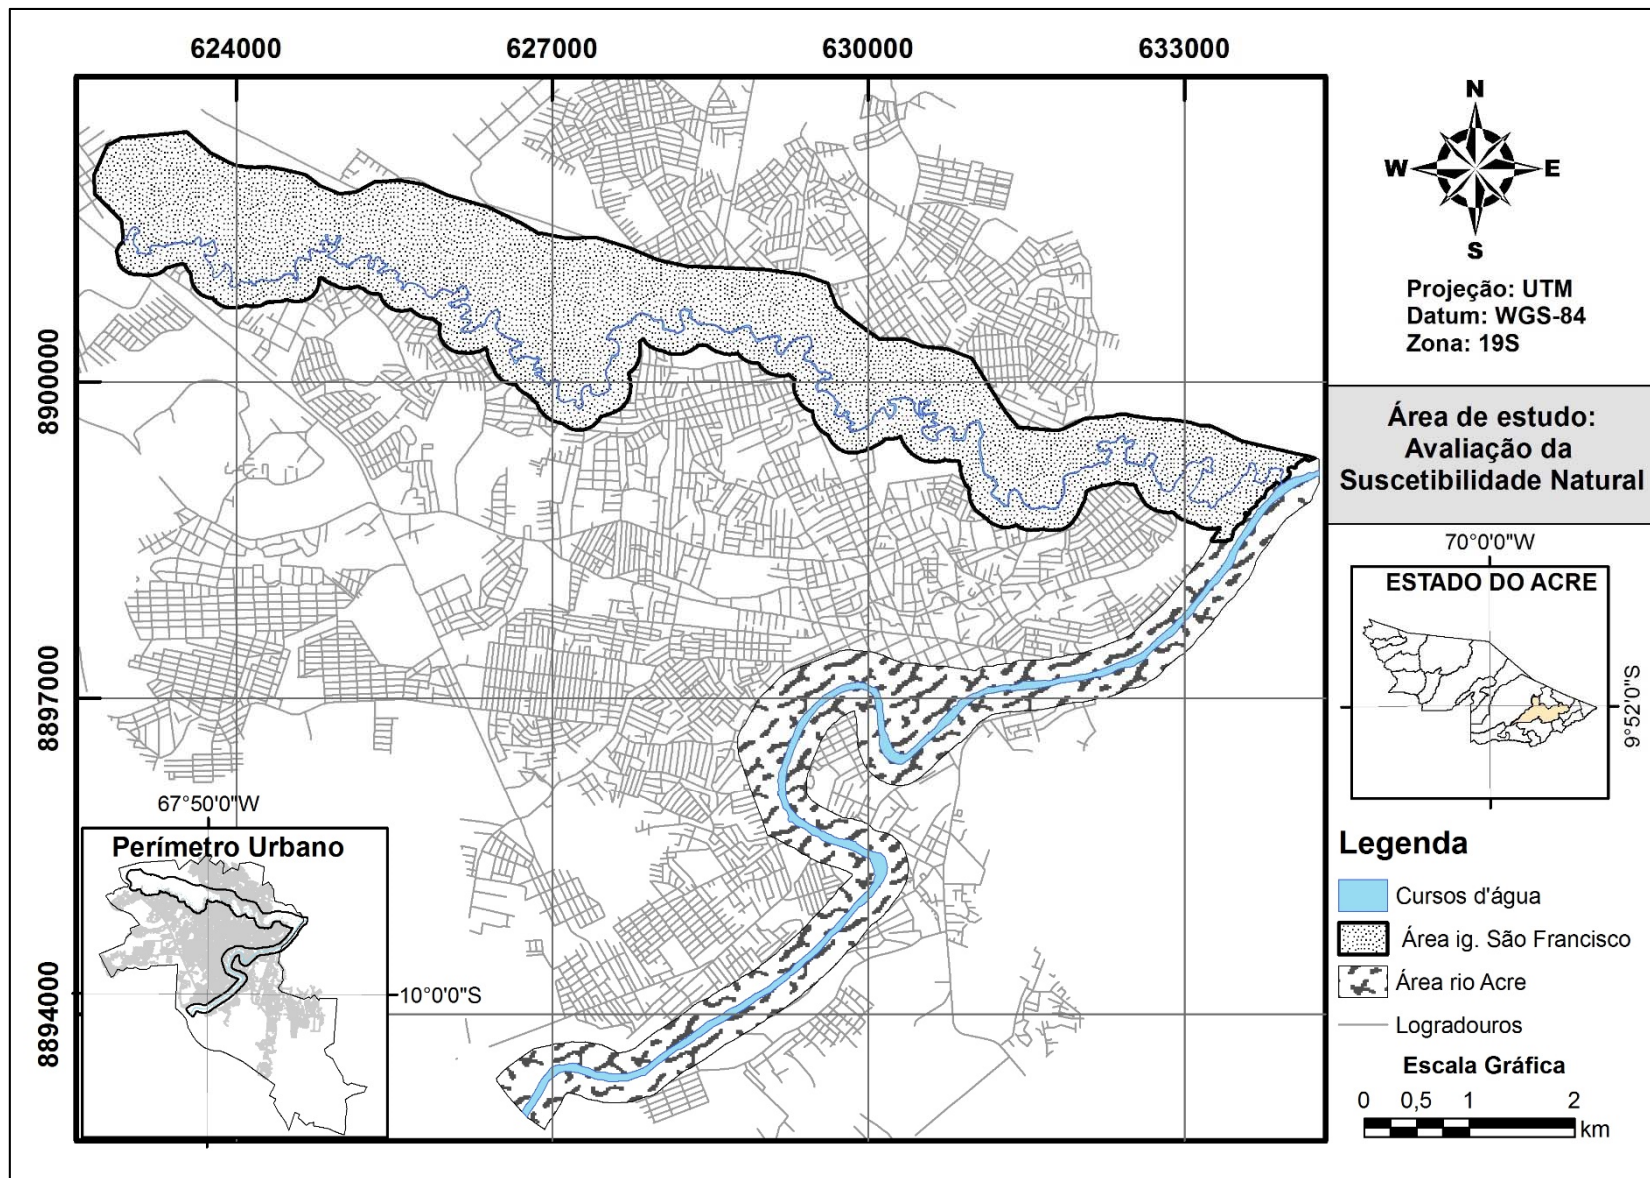 624000
627000
630000
633000
8900000
8897000
8894000
N
W
E
S
Projeção: UTM
Datum: WGS-84
Zona: 19S
Área de estudo:
Avaliação da
Suscetibilidade Natural
70°0'0"W
ESTADO DO ACRE
9°52'0"S
67°50'0"W
Perímetro Urbano
10°0'0"S
Legenda
Cursos d'água
Área ig. São Francisco
Área rio Acre
Logradouros
Escala Gráfica
0 0,5 1 2
km